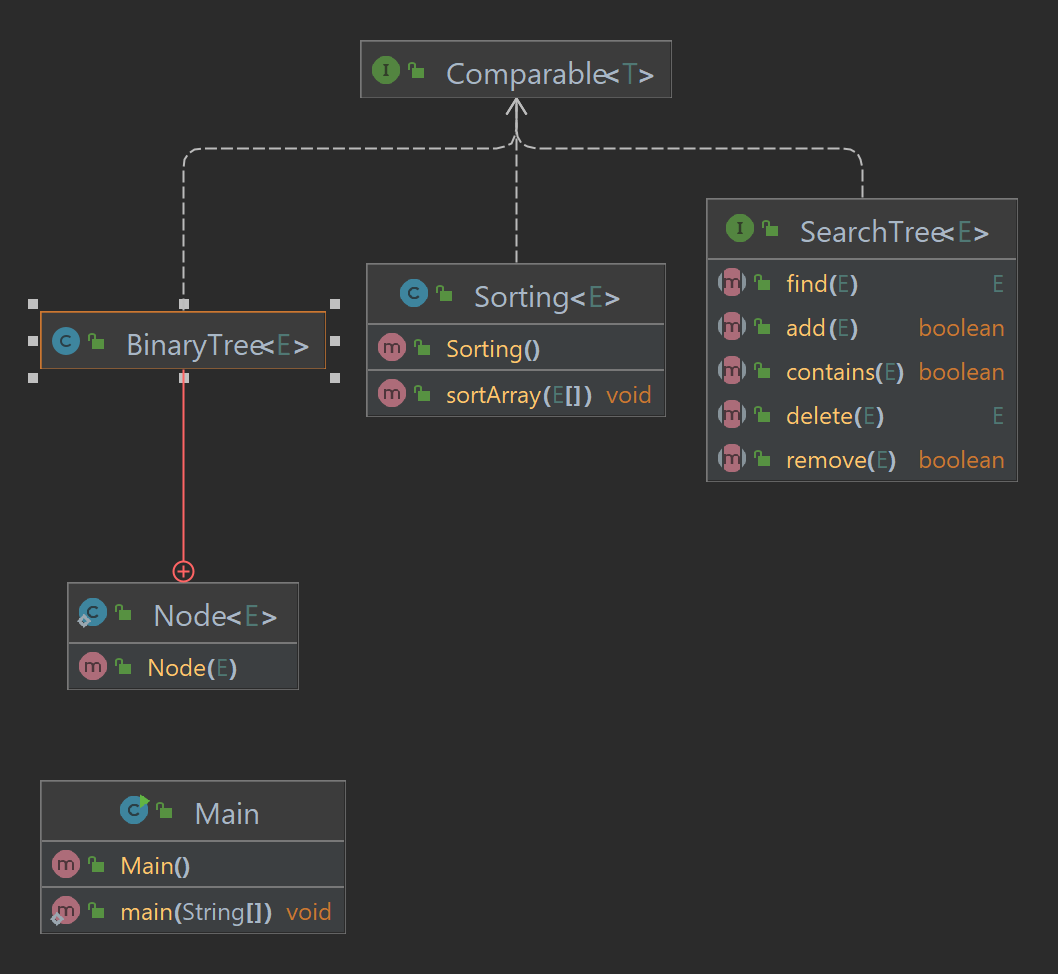 I Comparable<T>
I SearchTree<E>
m find(E) E
m add(E) boolean
m contains(E) boolean
m delete(E) E
m remove(E) boolean
C Sorting<E>
m Sorting()
m sortArray(E[]) void
C BinaryTree<E>
C Node<E>
m Node(E)
C Main
m Main()
m main(String[]) void